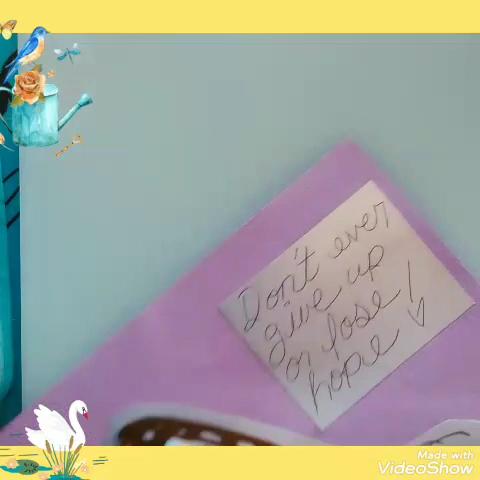 Don't ever
give up
or lose
hope!
Made with
VideoShow